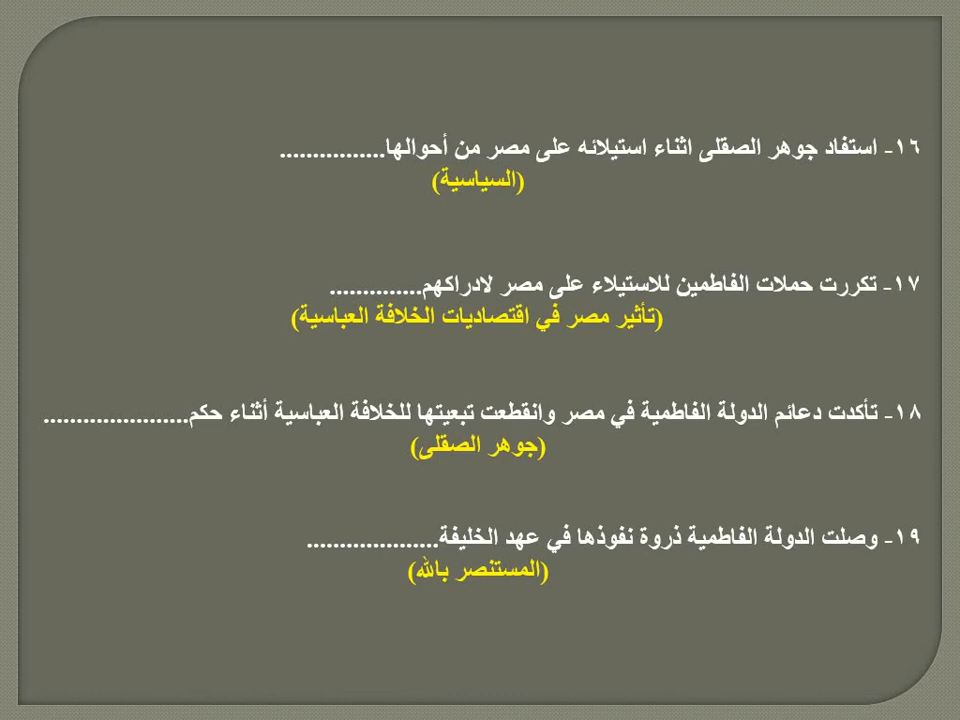 ١٦- استفاد جوهر الصقلى اثناء استيلائه على مصر من أحوالها................
(السياسية)
١٧- تكررت حملات الفاطمين للاستيلاء على مصر لادراكهم..............
(تأثير مصر في اقتصاديات الخلافة العباسية)
١٨- تأكدت دعائم الدولة الفاطمية في مصر وانقطعت تبعيتها للخلافة العباسية أثناء حكم......................
(جوهر الصقلى)
١٩- وصلت الدولة الفاطمية ذروة نفوذها في عهد الخليفة....................
(المستنصر بالله)